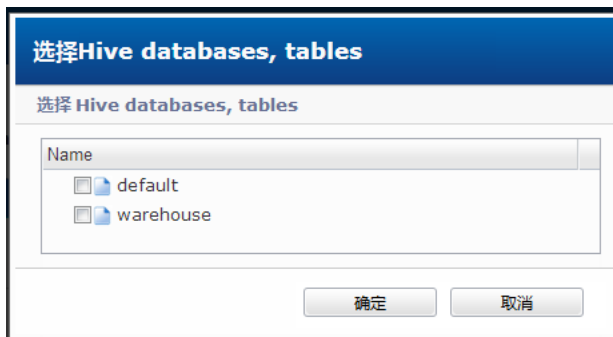 选择Hive databases, tables
选择 Hive databases, tables
Name
default
warehouse
确定 取消